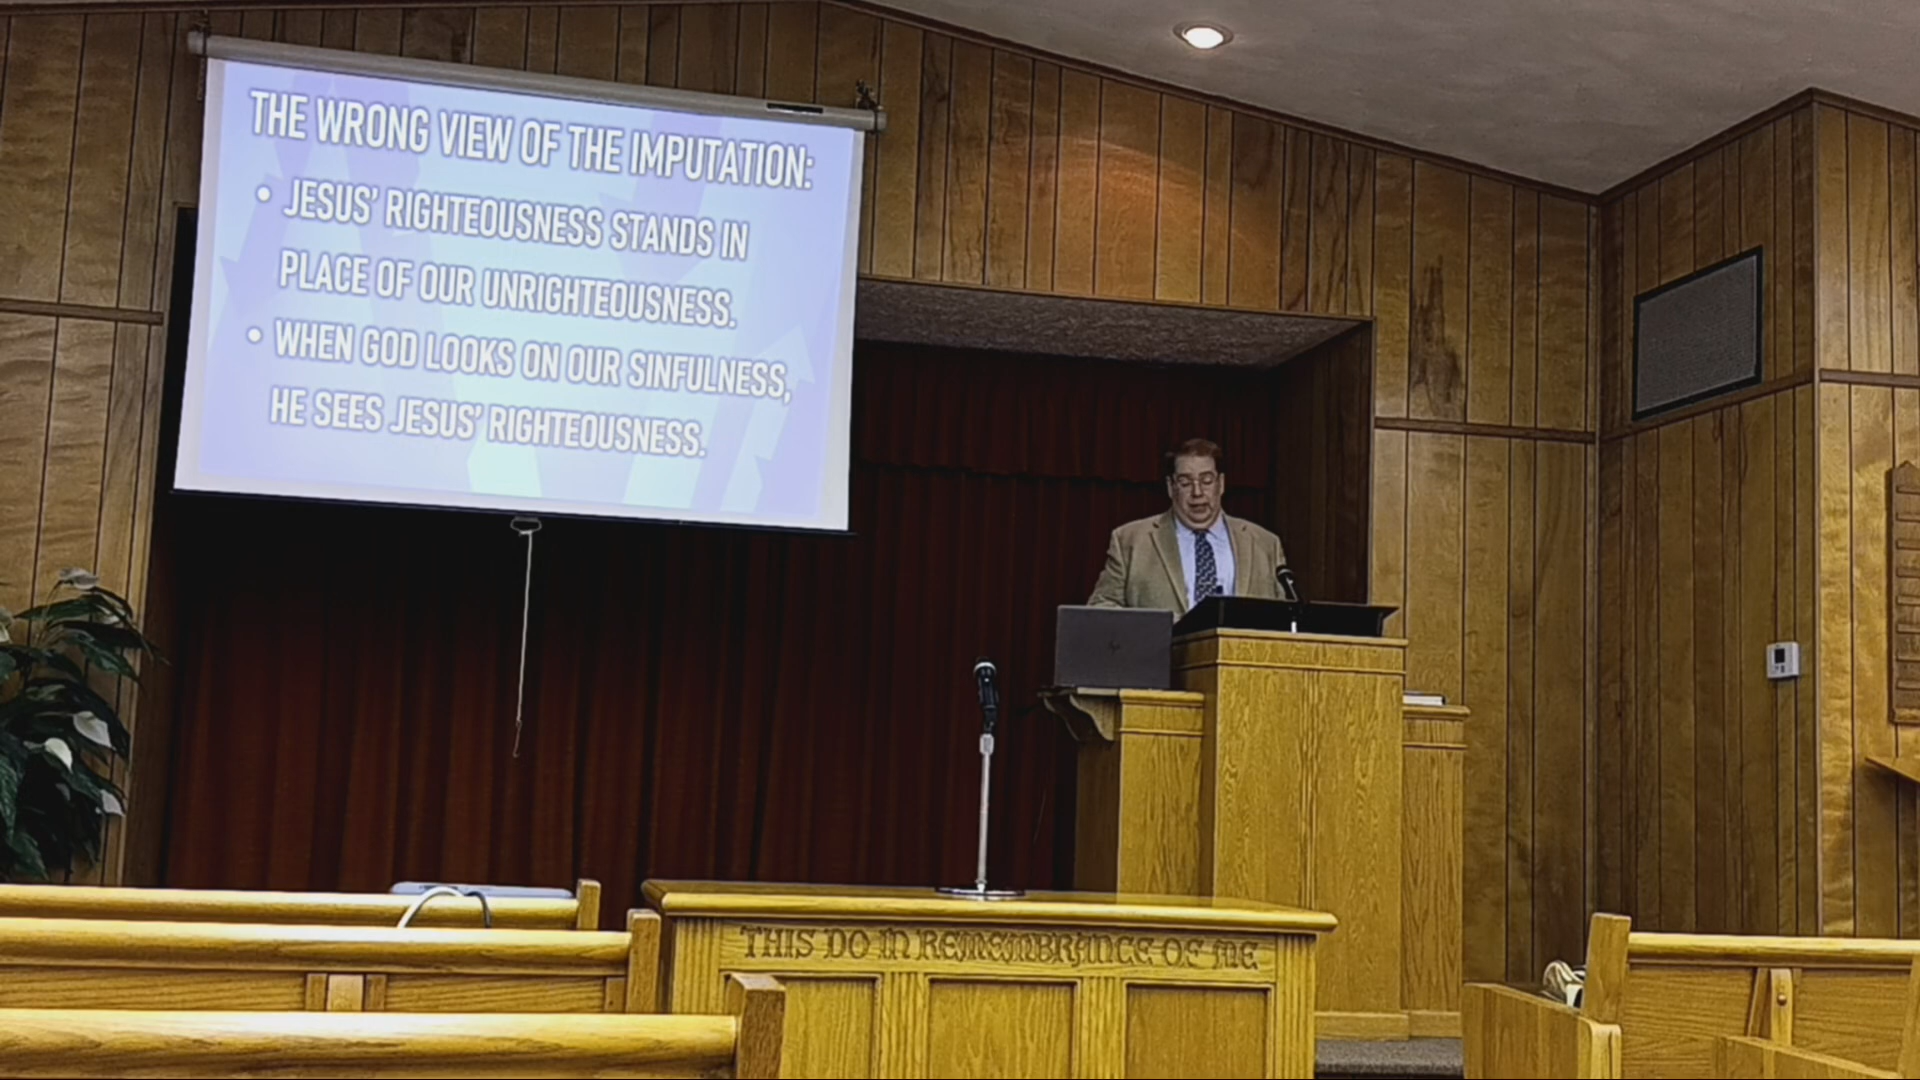 THE WRONG VIEW OF THE IMPUTATION:
• JESUS' RIGHTEOUSNESS STANDS IN
PLACE OF OUR UNRIGHTEOUSNESS.
• WHEN GOD LOOKS ON OUR SINFULNESS,
HE SEES JESUS' RIGHTEOUSNESS.
THIS DO IN REMEMBRANCE OF ME